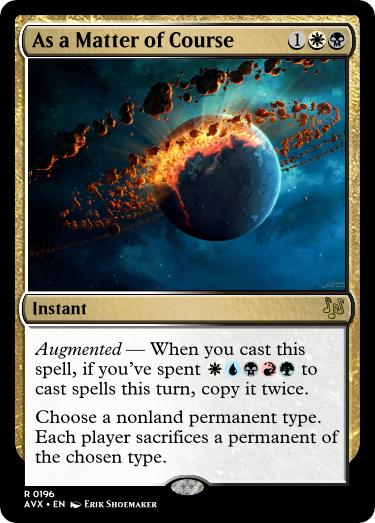 As a Matter of Course 1
Instant
Augmented — When you cast this
spell, if you've spent to
cast spells this turn, copy it twice.
Choose a nonland permanent type.
Each player sacrifices a permanent of
the chosen type.
R 0196
AVX • EN Erik Shoemaker